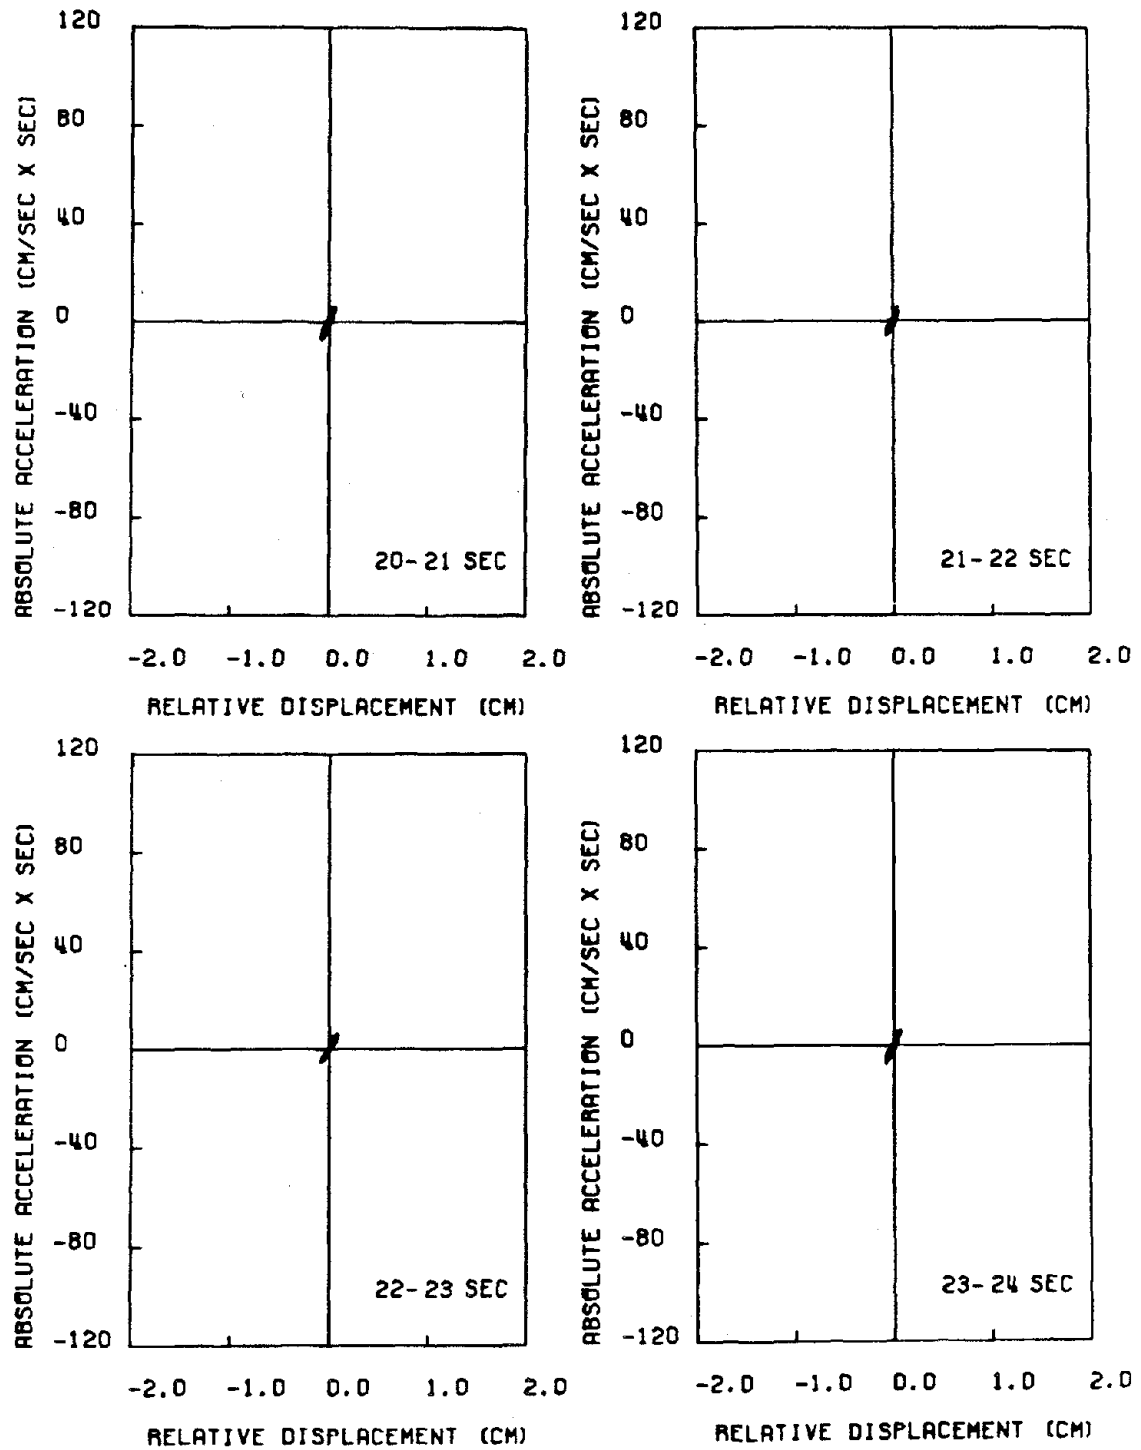 120
80
40
0
-40
-80
-120
ABSOLUTE ACCELERATION (CM/SEC X SEC)
20-21 SEC
-2.0 -1.0 0.0 1.0 2.0
RELATIVE DISPLACEMENT (CM)
120
80
40
0
-40
-80
-120
ABSOLUTE ACCELERATION (CM/SEC X SEC)
21-22 SEC
-2.0 -1.0 0.0 1.0 2.0
RELATIVE DISPLACEMENT (CM)
120
80
40
0
-40
-80
-120
ABSOLUTE ACCELERATION (CM/SEC X SEC)
22-23 SEC
-2.0 -1.0 0.0 1.0 2.0
RELATIVE DISPLACEMENT (CM)
120
80
40
0
-40
-80
-120
ABSOLUTE ACCELERATION (CM/SEC X SEC)
23-24 SEC
-2.0 -1.0 0.0 1.0 2.0
RELATIVE DISPLACEMENT (CM)